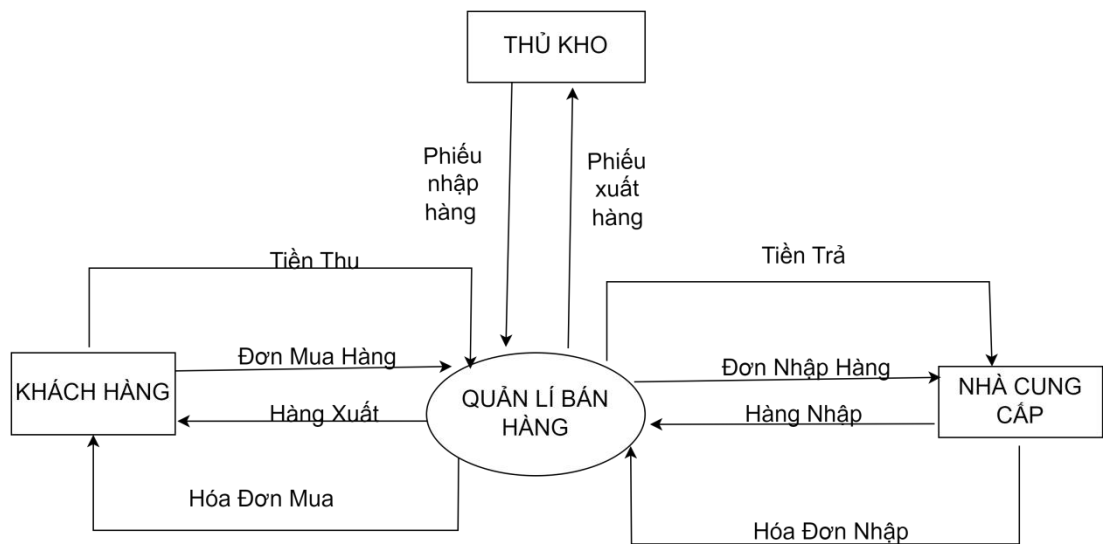 THỦ KHO
Phiếu
nhập
hàng
Phiếu
xuất
hàng
Tiền Thu
Tiền Trả
Đơn Mua Hàng
Đơn Nhập Hàng
KHÁCH HÀNG
QUẢN LÍ BÁN
HÀNG
NHÀ CUNG
CẮP
Hàng Xuất
Hàng Nhập
Hóa Đơn Mua
Hóa Đơn Nhập